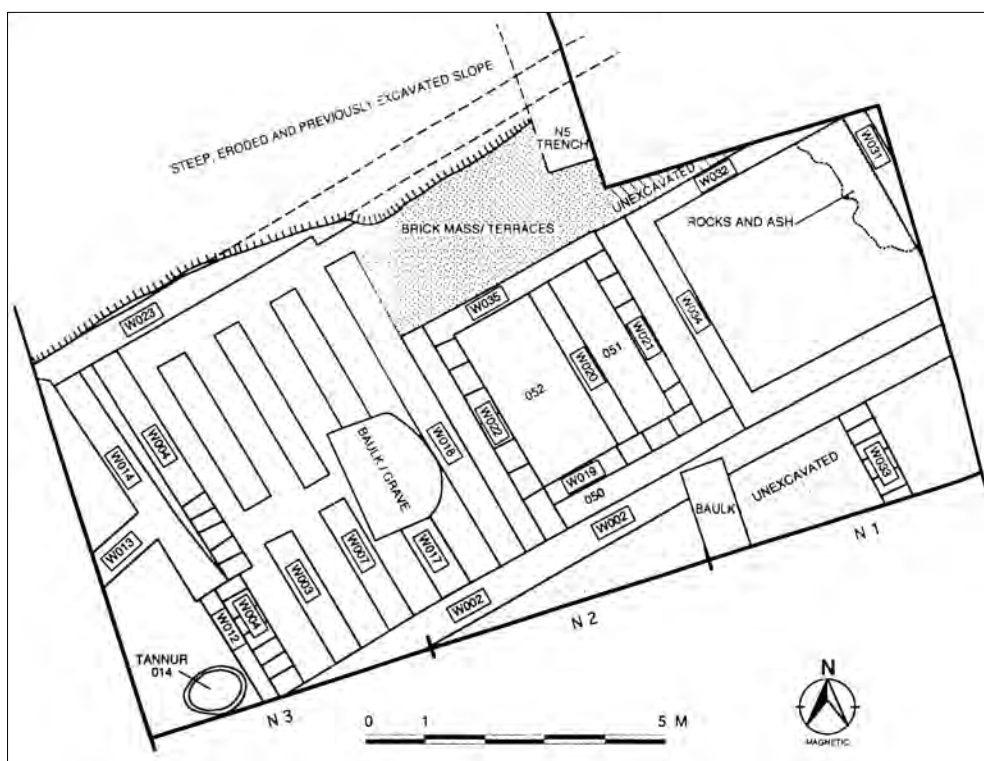 STEEP, ERODED AND PREVIOUSLY EXCAVATED SLOPE
N5
TRENCH
W031
UNEXCAVATED
W032
ROCKS AND ASH
BRICK MASS/ TERRACES
W023
W035
W034
W021
051
W020
052
W022
W018
BAULK / GRAVE
W004
W014
W019
050
W002
BAULK
UNEXCAVATED
W033
W013
W003
W007
W017
W002
W004
W012
TANNUR
014
N 1
N 2
N 3
0 1 5 M
N
MAGNETIC